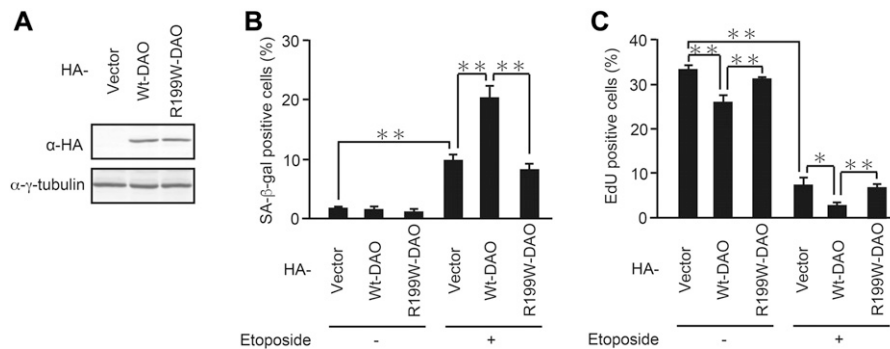 A
HA-
Vector
Wt-DAO
R199W-DAO
α-HA
α-γ-tubulin
B
SA-β-gal positive cells (%)
30
20
10
0
**
**
**
HA-
Vector
Wt-DAO
R199W-DAO
Vector
Wt-DAO
R199W-DAO
Etoposide
-
+
C
EdU positive cells (%)
40
30
20
10
0
**
**
**
*
**
HA-
Vector
Wt-DAO
R199W-DAO
Vector
Wt-DAO
R199W-DAO
Etoposide
-
+